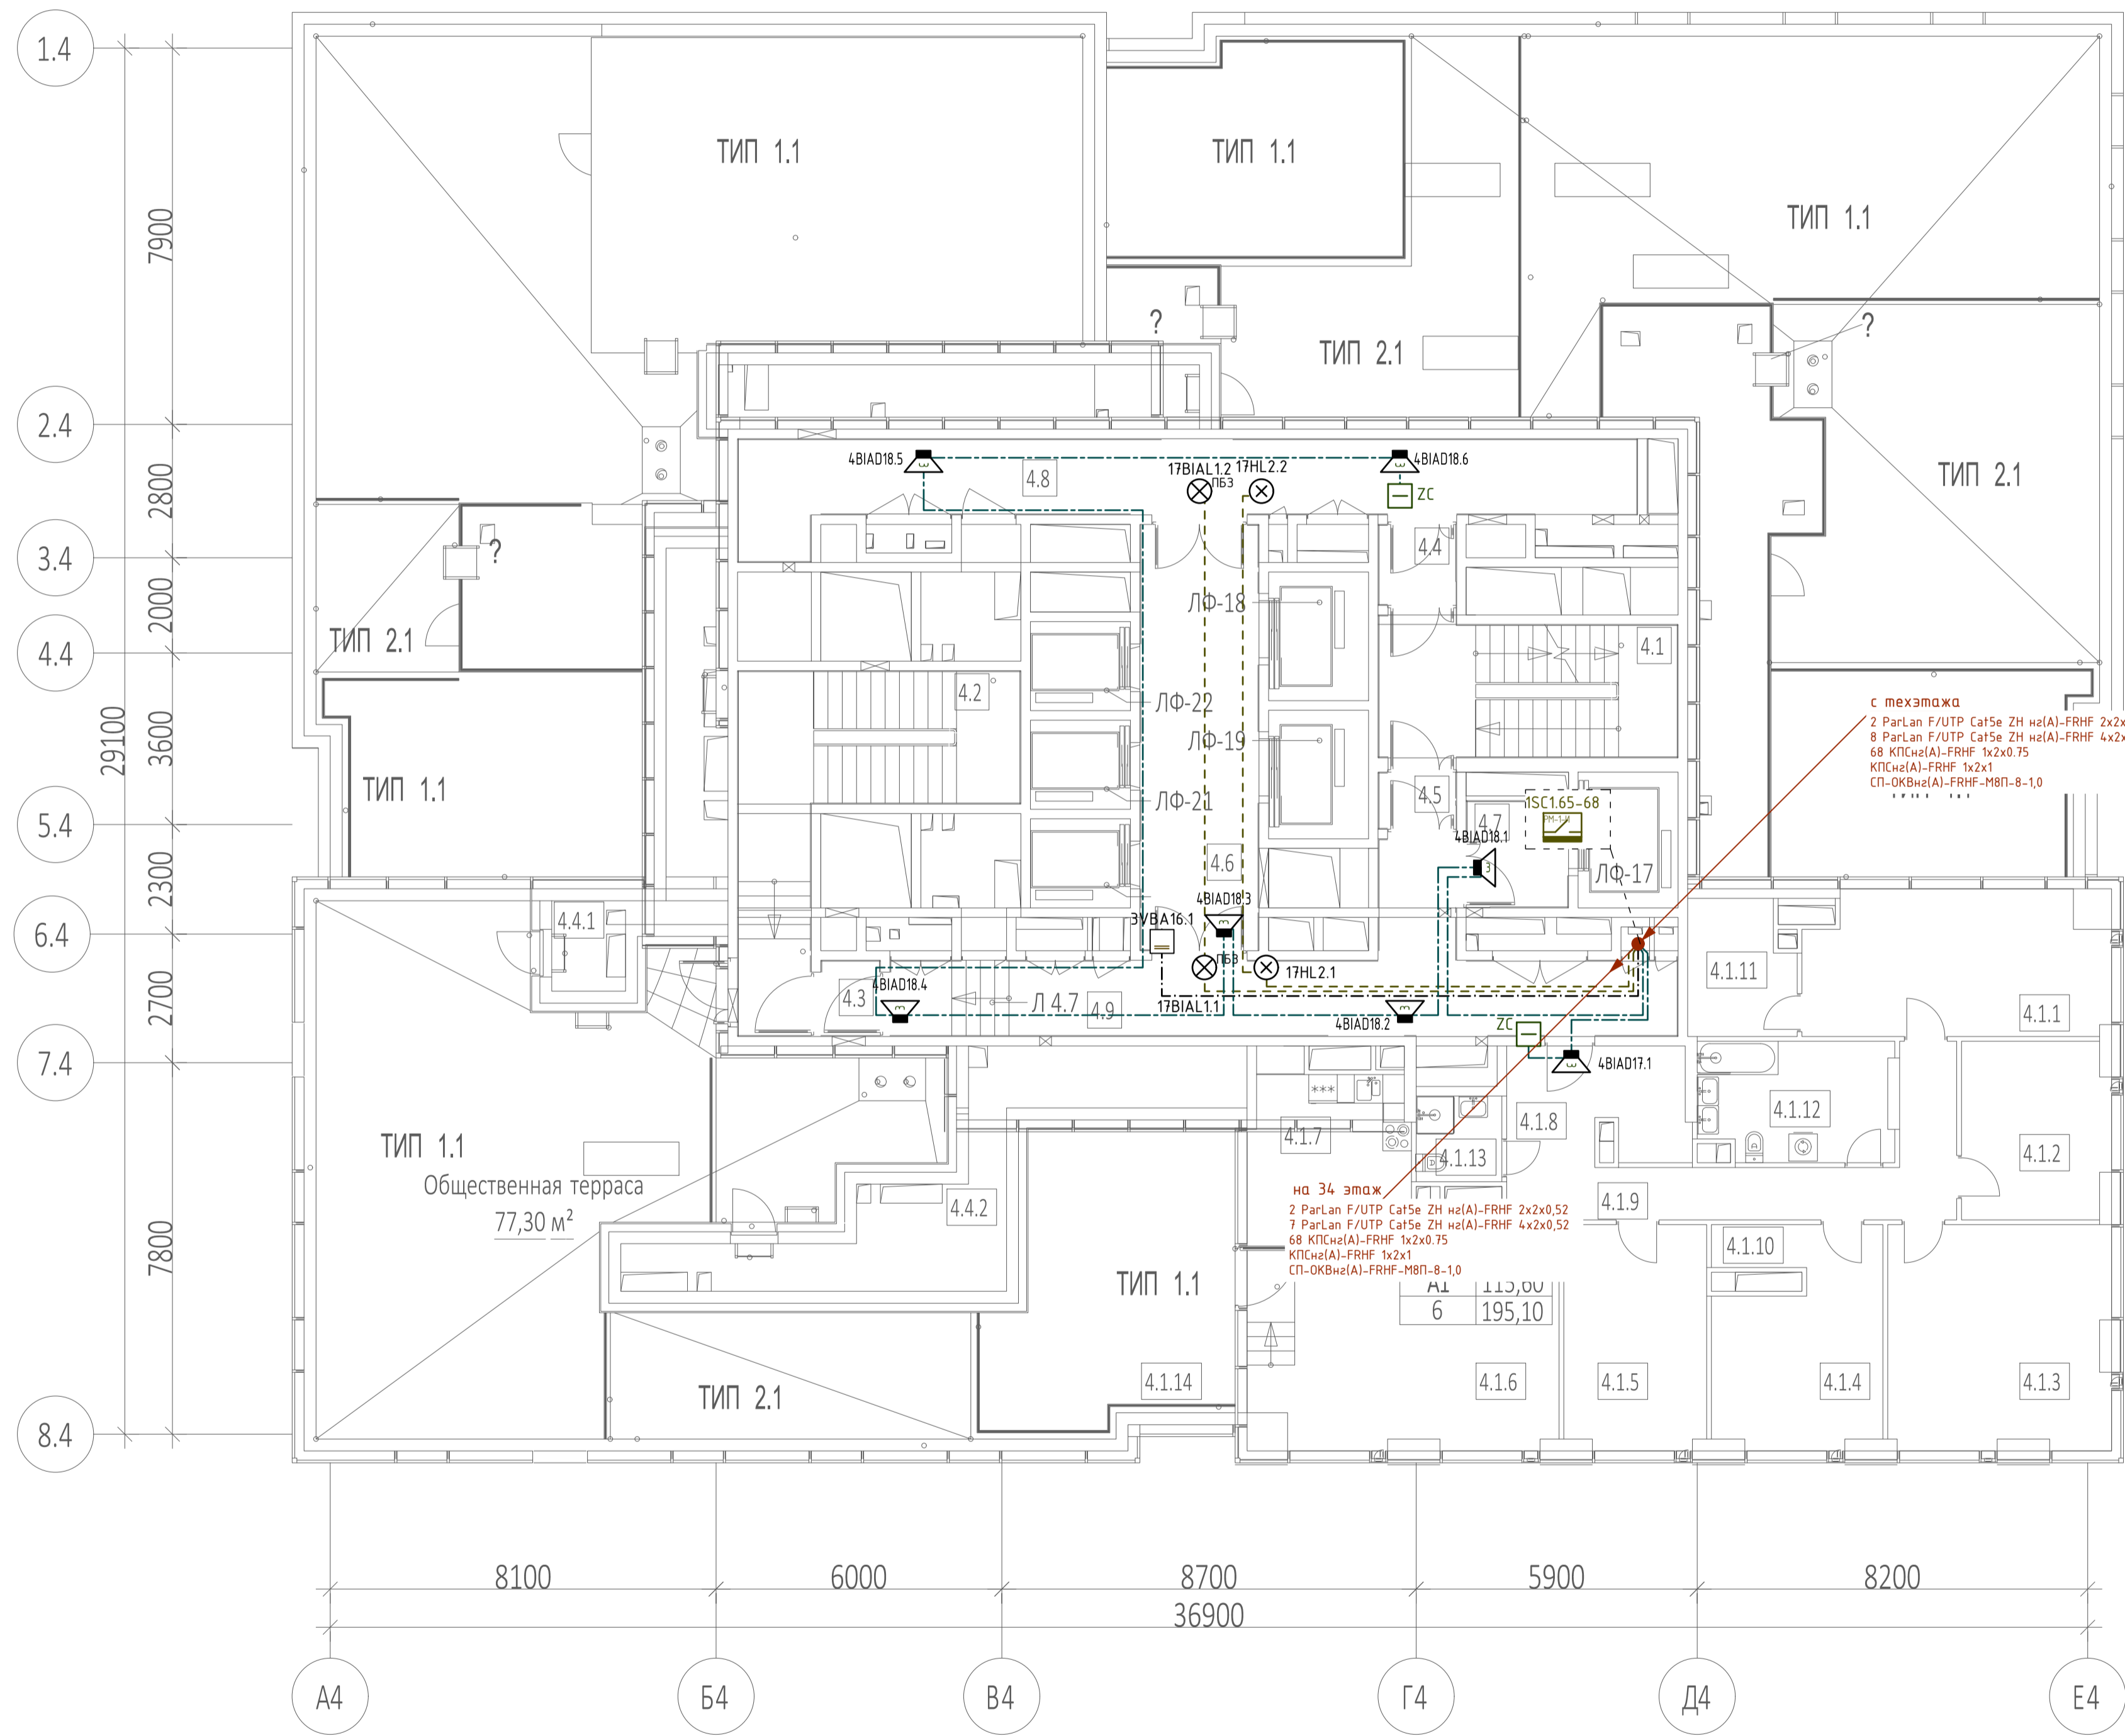 1.4
ТИП 1.1
ТИП 1.1
ТИП 1.1
7900
?
?
ТИП 2.1
2.4
4BIAD18.5
4.8
17BIAL1.2
17HL2.2
ПБЗ
4BIAD18.6
ZC
ТИП 2.1
2800
3.4
?
4.4
2000
ЛФ-18
4.4
ТИП 2.1
4.1
4.2
ЛФ-22
29100
3600
ЛФ-19
с техэтажа
2 ParLan F/UTP Cat5e ZH нг(А)-FRHF 2x2x
8 ParLan F/UTP Cat5e ZH нг(А)-FRHF 4x2x
68 КПСнг(А)-FRHF 1x2x0.75
КПСнг(А)-FRHF 1x2x1
СП-ОКВнг(А)-FRHF-М8П-8-1,0
ТИП 1.1
ЛФ-21
4.5
1SC1.65-68
РМ-1-И
5.4
4.7
4BIAD18.1
2300
4.6
ЛФ-17
4.4.1
4BIAD18.3
3VBA16.1
6.4
ПБЗ
17HL2.1
4.1.11
4BIAD18.4
4.3
Л 4.7
4.9
17BIAL1.1
4BIAD18.2
ZC
4.1.1
2700
7.4
4BIAD17.1
***
4.1.7
4.1.8
4.1.12
ТИП 1.1
4.1.13
4.1.2
Общественная терраса
77,30 м²
4.4.2
на 34 этаж
2 ParLan F/UTP Cat5e ZH нг(А)-FRHF 2x2x0,52
7 ParLan F/UTP Cat5e ZH нг(А)-FRHF 4x2x0,52
68 КПСнг(А)-FRHF 1x2x0.75
КПСнг(А)-FRHF 1x2x1
СП-ОКВнг(А)-FRHF-М8П-8-1,0
4.1.9
4.1.10
7800
ТИП 1.1
А1 113,60
6 195,10
4.1.14
4.1.6
4.1.5
4.1.4
4.1.3
ТИП 2.1
8.4
8100
6000
8700
5900
8200
36900
А4
Б4
В4
Г4
Д4
Е4